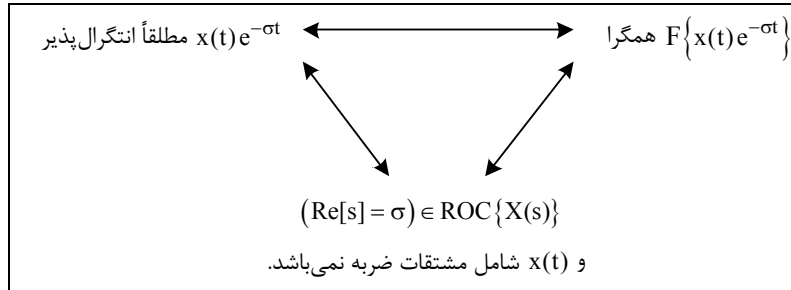 F{x(t)e^{−σt}} همگرا
x(t)e^{−σt} مطلقاً انتگرال‌پذیر
(Re[s] = σ) ∈ ROC{X(s)}
و x(t) شامل مشتقات ضربه نمی‌باشد.